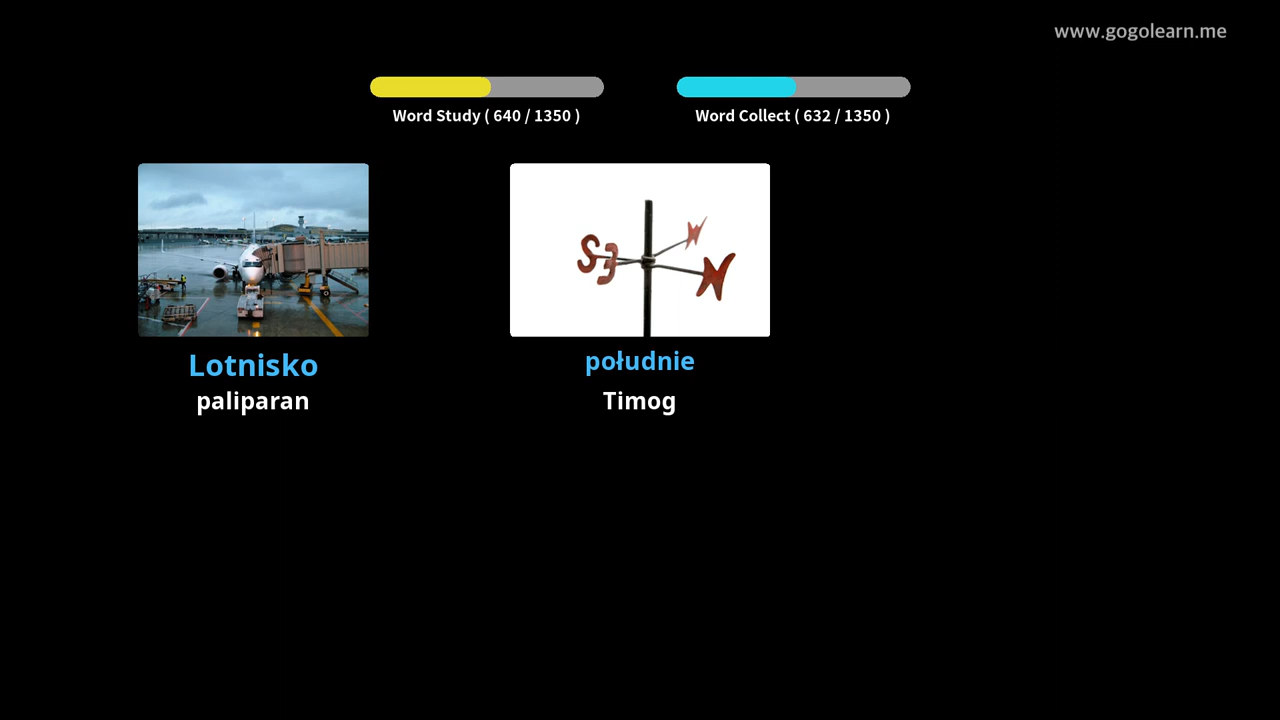 www.gogolearn.me
Word Study ( 640 / 1350 )
Word Collect ( 632 / 1350 )
S
E
N
N
Lotnisko
paliparan
południe
Timog